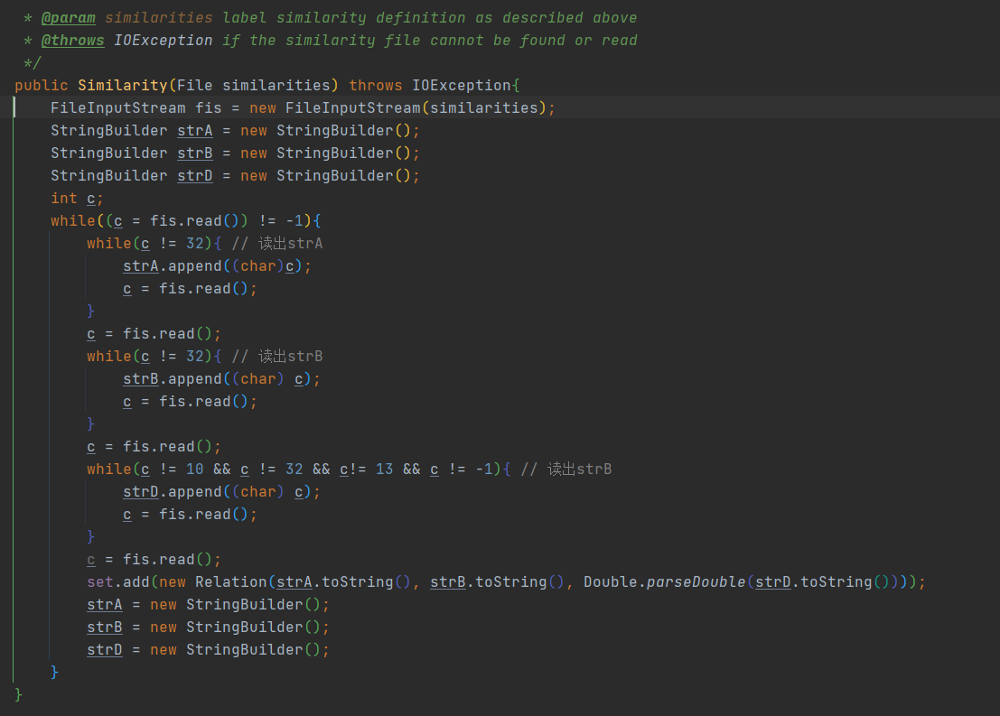 * @param similarities label similarity definition as described above
* @throws IOException if the similarity file cannot be found or read
*/
public Similarity(File similarities) throws IOException{
    FileInputStream fis = new FileInputStream(similarities);
    StringBuilder strA = new StringBuilder();
    StringBuilder strB = new StringBuilder();
    StringBuilder strD = new StringBuilder();
    int c;
    while((c = fis.read()) != -1){
        while(c != 32){ // 读出strA
            strA.append((char)c);
            c = fis.read();
        }
        c = fis.read();
        while(c != 32){ // 读出strB
            strB.append((char) c);
            c = fis.read();
        }
        c = fis.read();
        while(c != 10 && c != 32 && c!= 13 && c != -1){ // 读出strB
            strD.append((char) c);
            c = fis.read();
        }
        c = fis.read();
        set.add(new Relation(strA.toString(), strB.toString(), Double.parseDouble(strD.toString())));
        strA = new StringBuilder();
        strB = new StringBuilder();
        strD = new StringBuilder();
    }
}